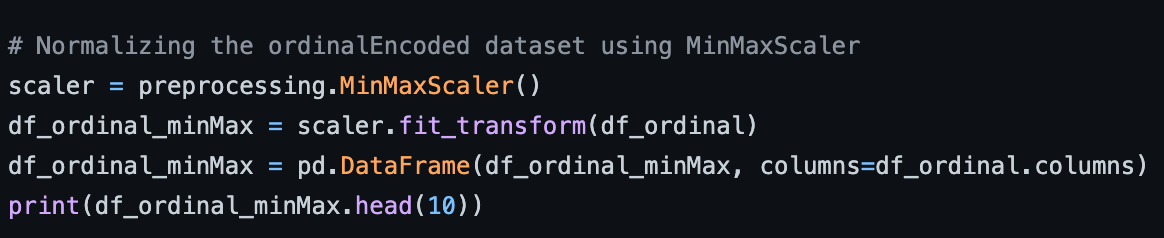 # Normalizing the ordinalEncoded dataset using MinMaxScaler
scaler = preprocessing.MinMaxScaler()
df_ordinal_minMax = scaler.fit_transform(df_ordinal)
df_ordinal_minMax = pd.DataFrame(df_ordinal_minMax, columns=df_ordinal.columns)
print(df_ordinal_minMax.head(10))